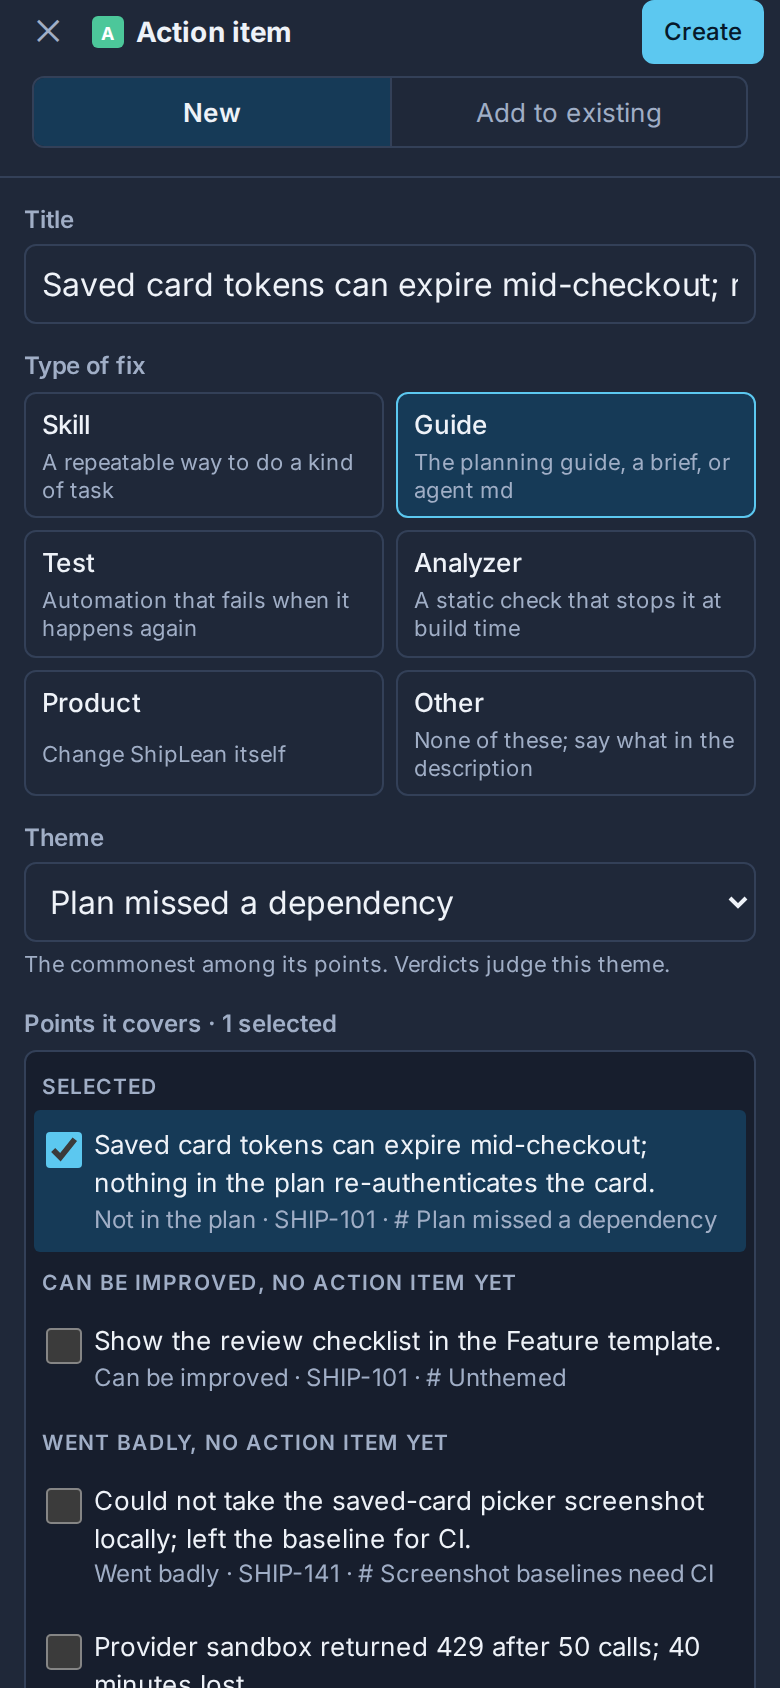 A Action item
Create
New
Add to existing
Title
Saved card tokens can expire mid-checkout;
Type of fix
Skill
A repeatable way to do a kind
of task
Guide
The planning guide, a brief, or
agent md
Test
Automation that fails when it
happens again
Analyzer
A static check that stops it at
build time
Product
Change ShipLean itself
Other
None of these; say what in the
description
Theme
Plan missed a dependency
The commonest among its points. Verdicts judge this theme.
Points it covers · 1 selected
SELECTED
Saved card tokens can expire mid-checkout;
nothing in the plan re-authenticates the card.
Not in the plan · SHIP-101 · # Plan missed a dependency
CAN BE IMPROVED, NO ACTION ITEM YET
Show the review checklist in the Feature template.
Can be improved · SHIP-101 · # Unthemed
WENT BADLY, NO ACTION ITEM YET
Could not take the saved-card picker screenshot
locally; left the baseline for CI.
Went badly · SHIP-141 · # Screenshot baselines need CI
Provider sandbox returned 429 after 50 calls; 40
minutes lost